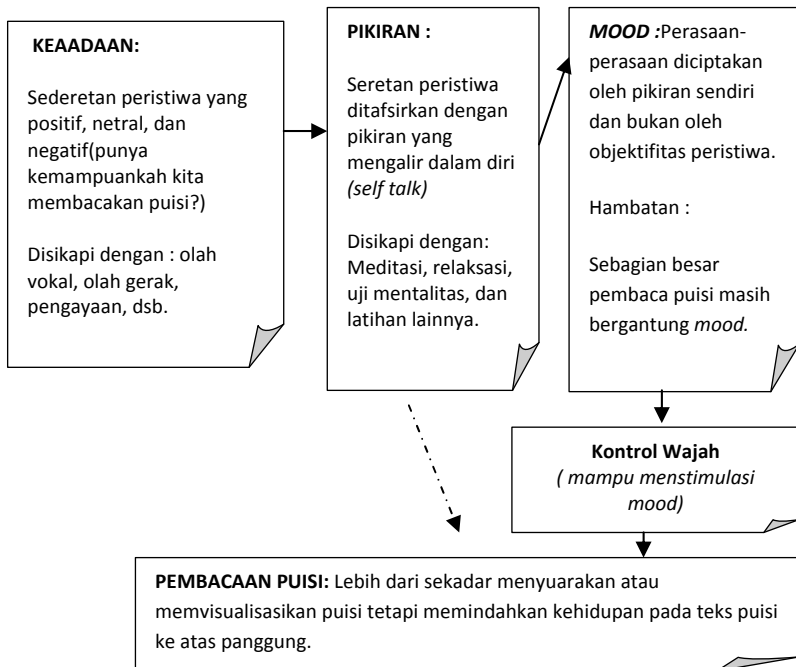 KEAADAAN:
Sederetan peristiwa yang
positif, netral, dan
negatif(punya
kemampuankah kita
membacakan puisi?)
Disikapi dengan : olah
vokal, olah gerak,
pengayaan, dsb.
PIKIRAN :
Seretan peristiwa
ditafsirkan dengan
pikiran yang
mengalir dalam diri
(self talk)
Disikapi dengan:
Meditasi, relaksasi,
uji mentalitas, dan
latihan lainnya.
MOOD :Perasaan-
perasaan diciptakan
oleh pikiran sendiri
dan bukan oleh
objektifitas peristiwa.
Hambatan :
Sebagian besar
pembaca puisi masih
bergantung mood.
Kontrol Wajah
( mampu menstimulasi
mood)
PEMBACAAN PUISI: Lebih dari sekadar menyuarakan atau
memvisualisasikan puisi tetapi memindahkan kehidupan pada teks puisi
ke atas panggung.